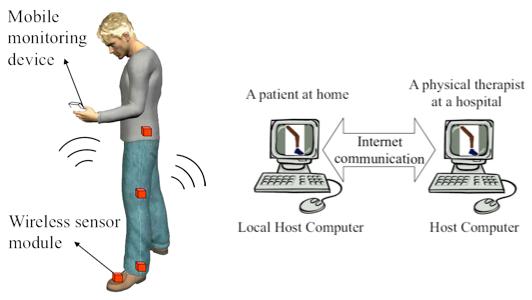 Mobile
monitoring
device
Wireless sensor
module
A patient at home
A physical therapist
at a hospital
Internet
communication
Local Host Computer
Host Computer